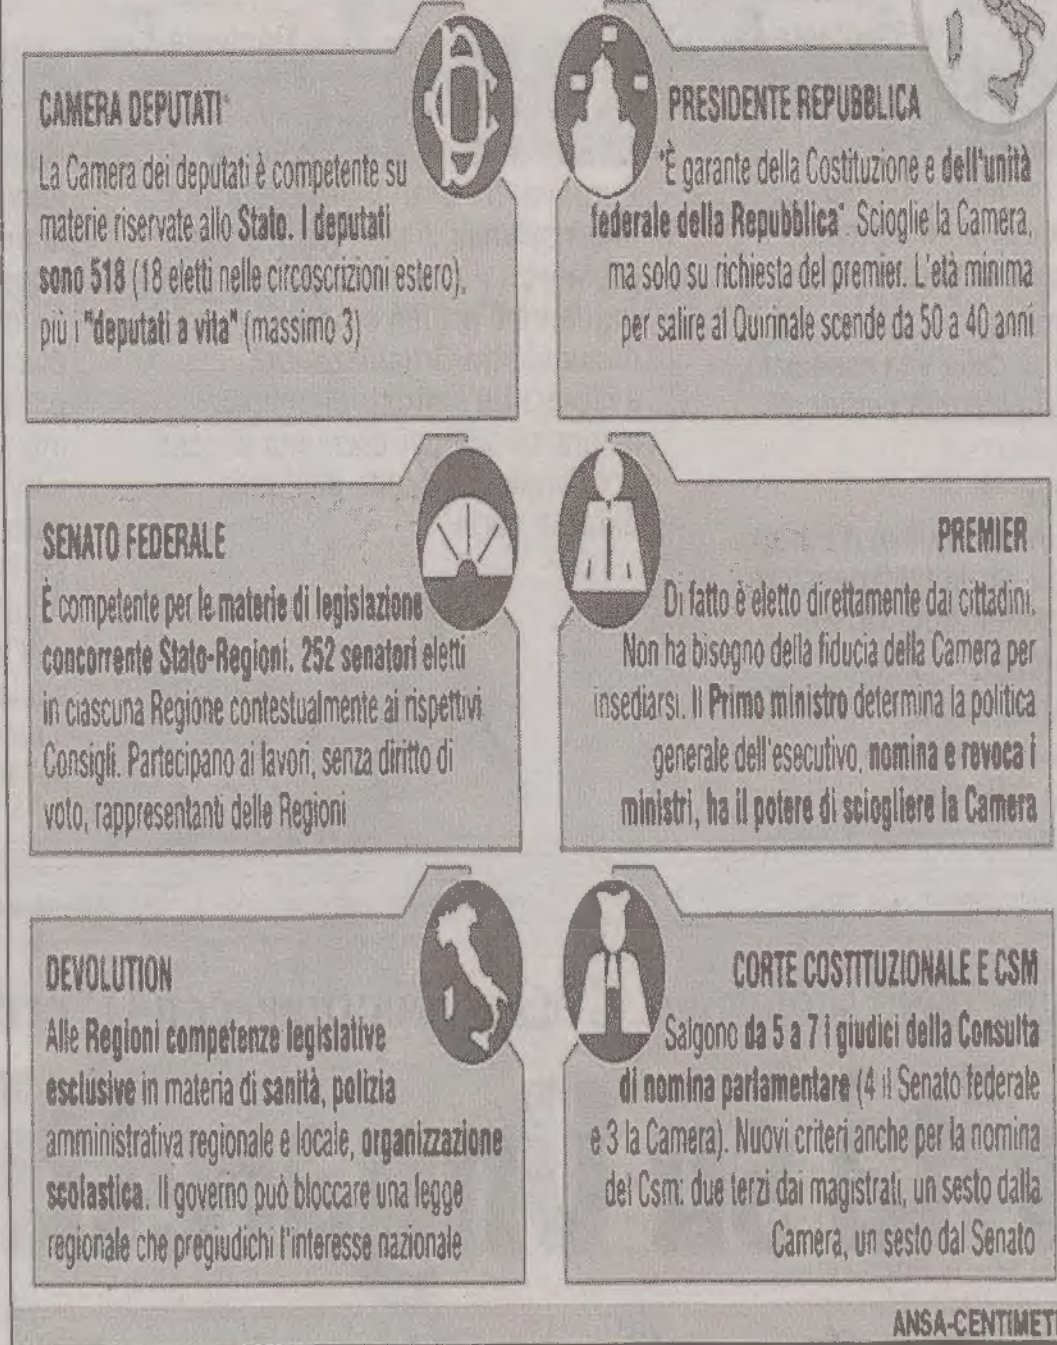 CAMERA DEPUTATI*
La Camera dei deputati è competente su
materie riservate allo Stato. I deputati
sono 518 (18 eletti nelle circoscrizioni estero),
più i "deputati a vita" (massimo 3)
PRESIDENTE REPUBBLICA
"È garante della Costituzione e dell'unità
federale della Repubblica". Scioglie la Camera,
ma solo su richiesta del premier. L'età minima
per salire al Quirinale scende da 50 a 40 anni
SENATO FEDERALE
È competente per le materie di legislazione
concorrente Stato-Regioni. 252 senatori eletti
in ciascuna Regione contestualmente ai rispettivi
Consigli. Partecipano ai lavori, senza diritto di
voto, rappresentanti delle Regioni
PREMIER
Di fatto è eletto direttamente dai cittadini.
Non ha bisogno della fiducia della Camera per
insediarsi. Il Primo ministro determina la politica
generale dell'esecutivo, nomina e revoca i
ministri, ha il potere di sciogliere la Camera
DEVOLUTION
Alle Regioni competenze legislative
esclusive in materia di sanità, polizia
amministrativa regionale e locale, organizzazione
scolastica. Il governo può bloccare una legge
regionale che pregiudichi l'interesse nazionale
CORTE COSTITUZIONALE E CSM
Salgono da 5 a 7 i giudici della Consulta
di nomina parlamentare (4 il Senato federale
e 3 la Camera). Nuovi criteri anche per la nomina
del Csm: due terzi dai magistrati, un sesto dalla
Camera, un sesto dal Senato
ANSA-CENTIMET